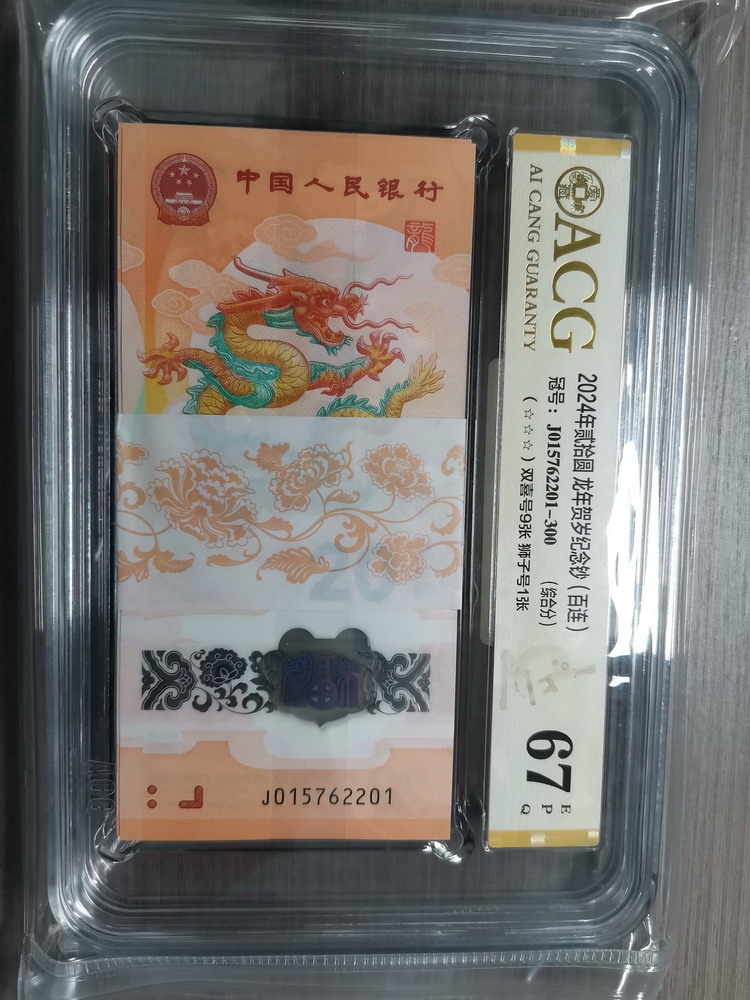 中国人民银行
龍
J015762201
ACG
AI CANG GUARANTY
2024年贰拾圆 龙年贺岁纪念钞（百连）
冠号：J015762201-300 （综合分）
（☆☆☆）双喜号9张 狮子号1张
67
E
P
Q
ACG